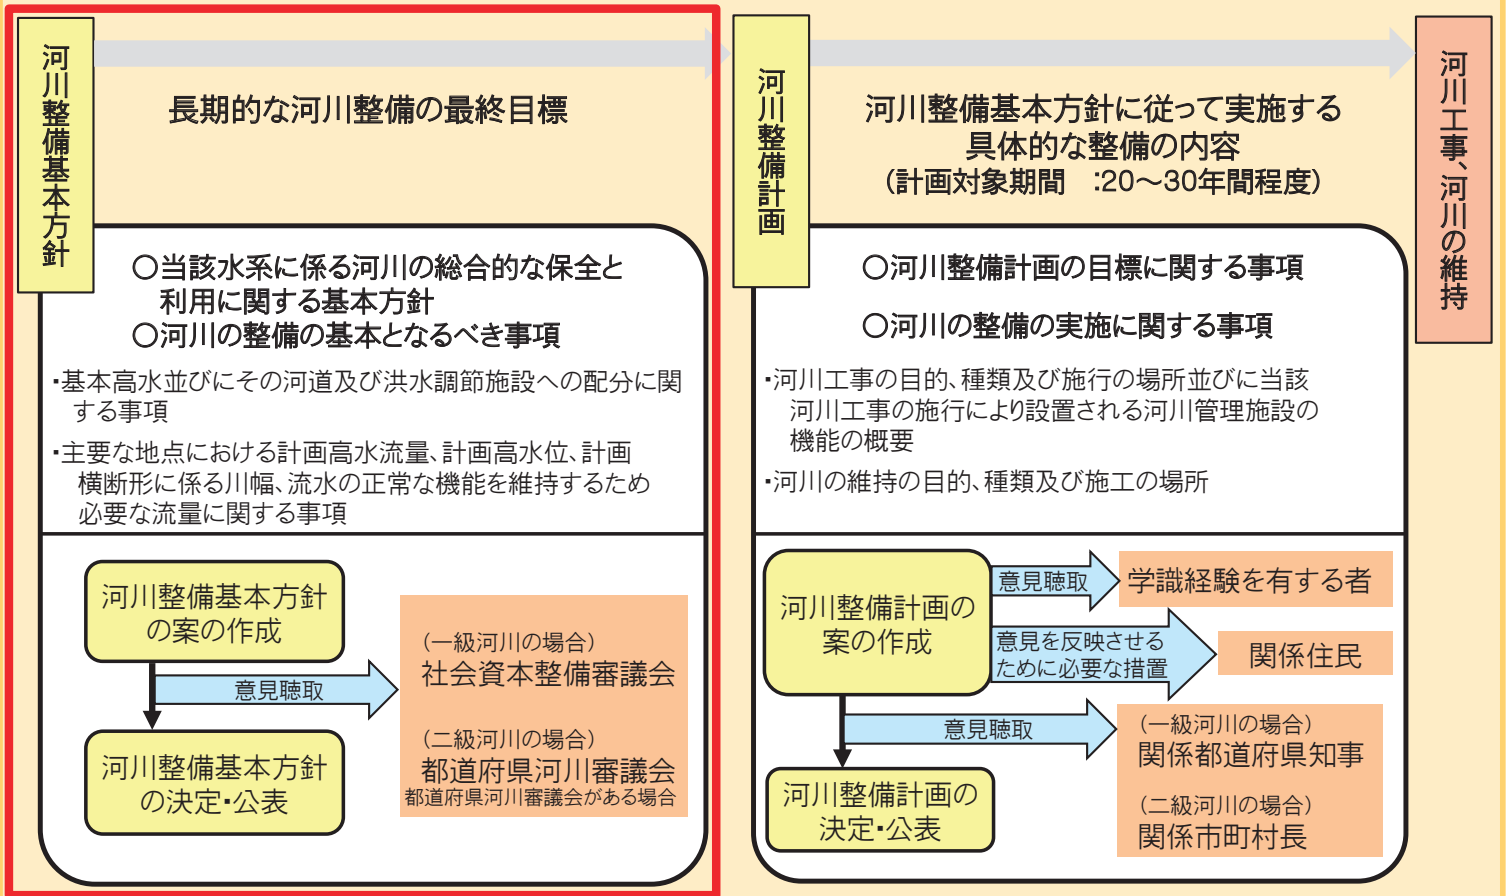 河川整備基本方針
長期的な河川整備の最終目標
○当該水系に係る河川の総合的な保全と
利用に関する基本方針
○河川の整備の基本となるべき事項
・基本高水並びにその河道及び洪水調節施設への配分に関
する事項
・主要な地点における計画高水流量、計画高水位、計画
横断形に係る川幅、流水の正常な機能を維持するため
必要な流量に関する事項
河川整備基本方針
の案の作成
意見聴取
（一級河川の場合）
社会資本整備審議会
（二級河川の場合）
都道府県河川審議会
都道府県河川審議会がある場合
河川整備基本方針
の決定・公表
河川整備計画
河川整備基本方針に従って実施する
具体的な整備の内容
（計画対象期間　:20～30年間程度）
○河川整備計画の目標に関する事項
○河川の整備の実施に関する事項
・河川工事の目的、種類及び施行の場所並びに当該
河川工事の施行により設置される河川管理施設の
機能の概要
・河川の維持の目的、種類及び施工の場所
河川整備計画の
案の作成
意見聴取
学識経験を有する者
意見を反映させる
ために必要な措置
関係住民
意見聴取
（一級河川の場合）
関係都道府県知事
（二級河川の場合）
関係市町村長
河川整備計画の
決定・公表
河川工事、河川の維持